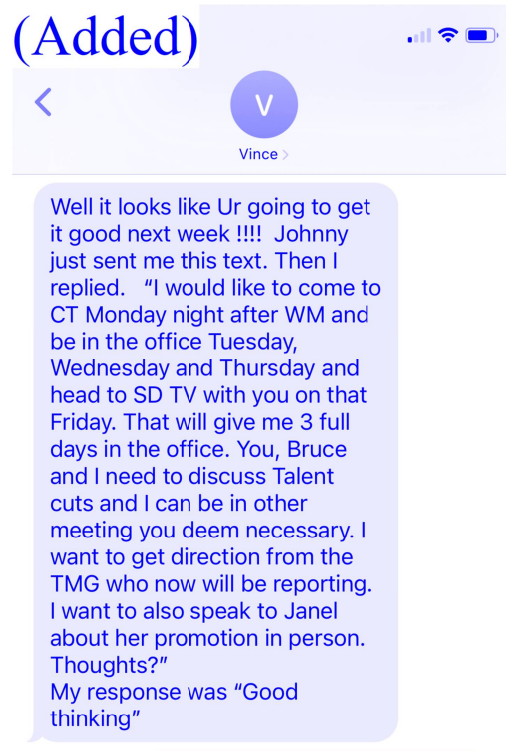 (Added)
V
Vince
Well it looks like Ur going to get
it good next week !!!!  Johnny
just sent me this text. Then I
replied.   “I would like to come to
CT Monday night after WM and
be in the office Tuesday,
Wednesday and Thursday and
head to SD TV with you on that
Friday. That will give me 3 full
days in the office. You, Bruce
and I need to discuss Talent
cuts and I can be in other
meeting you deem necessary. I
want to get direction from the
TMG who now will be reporting.
I want to also speak to Janel
about her promotion in person.
Thoughts?”
My response was “Good
thinking”